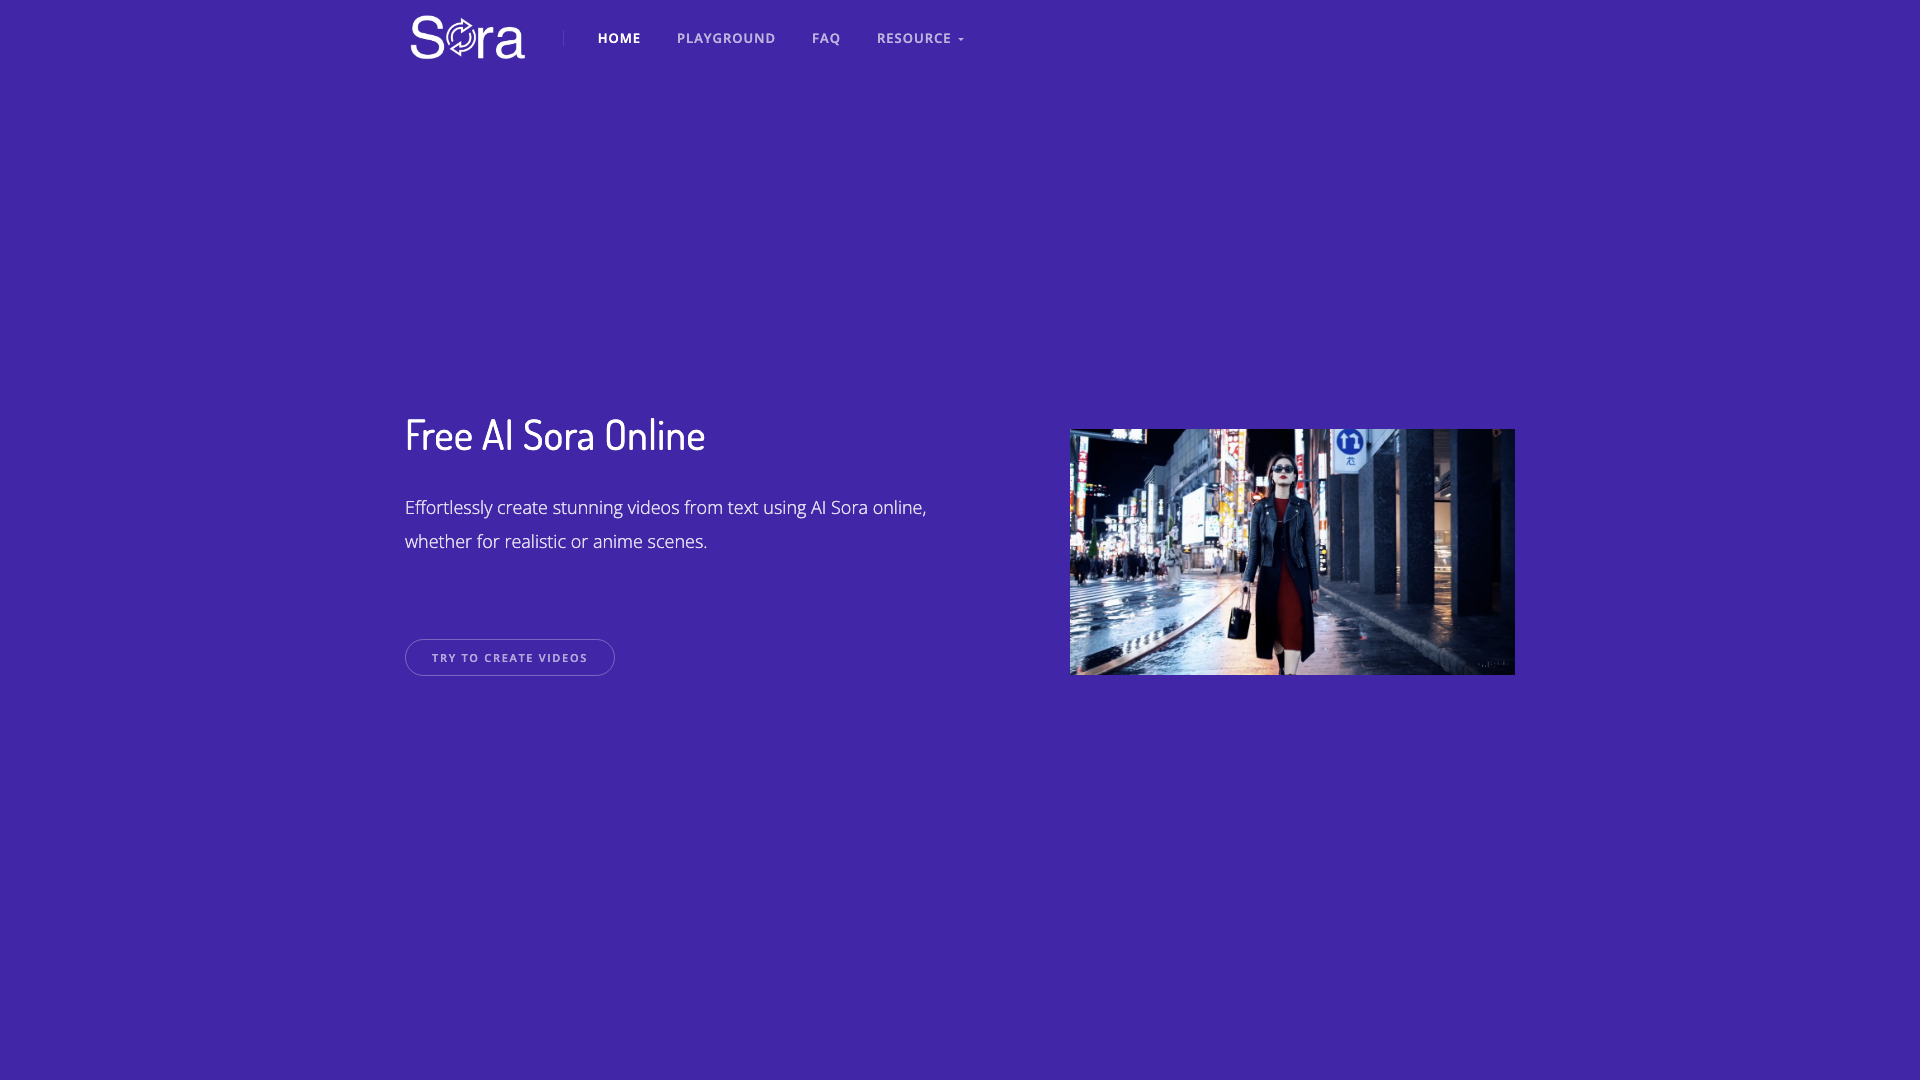 Sora
HOME
PLAYGROUND
FAQ
RESOURCE
Free AI Sora Online
Effortlessly create stunning videos from text using AI Sora online,
whether for realistic or anime scenes.
TRY TO CREATE VIDEOS